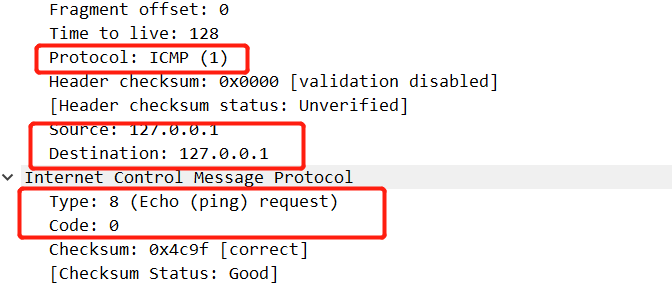 Fragment offset: 0
Time to live: 128
Protocol: ICMP (1)
Header checksum: 0x0000 [validation disabled]
[Header checksum status: Unverified]
Source: 127.0.0.1
Destination: 127.0.0.1
Internet Control Message Protocol
Type: 8 (Echo (ping) request)
Code: 0
Checksum: 0x4c9f [correct]
[Checksum Status: Good]